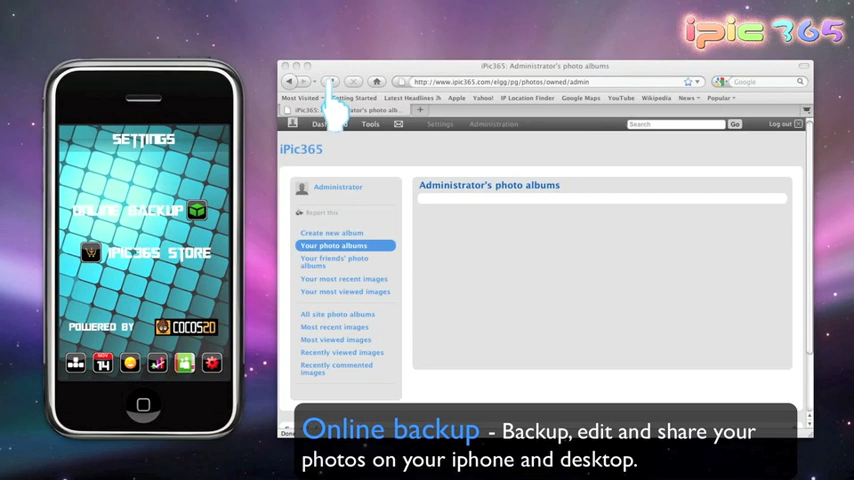 iPic 365
SETTINGS
ONLINE BACKUP
IPIC365 STORE
POWERED BY
COCOS2D
NOV
14
iPic365: Administrator's photo albums
http://www.ipic365.com/elgg/pg/photos/owned/admin
Google
Most Visited
Getting Started
Latest Headlines
Apple
Yahoo!
IP Location Finder
Google Maps
YouTube
Wikipedia
News
Popular
Tools
Settings
Administration
Search
Go
Log out
iPic365
Administrator
Report this
Create new album
Your photo albums
Your friends' photo
albums
Your most recent images
Your most viewed images
All site photo albums
Most recent images
Most viewed images
Recently viewed images
Recently commented
images
Administrator's photo albums
Online backup - Backup, edit and share your
photos on your iphone and desktop.